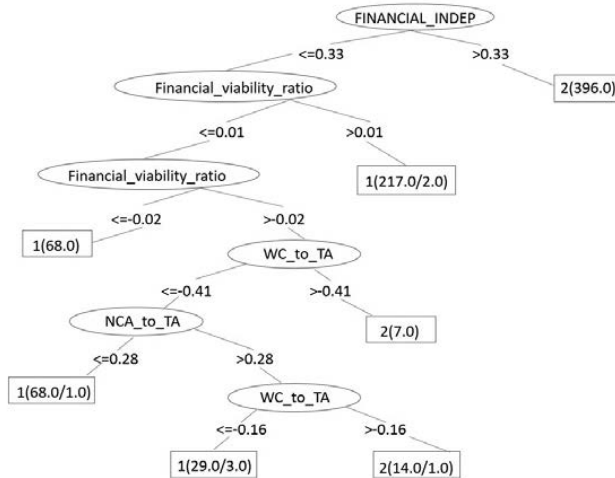 FINANCIAL_INDEP
<=0.33 >0.33
Financial_viability_ratio 2(396.0)
<=0.01 >0.01
Financial_viability_ratio 1(217.0/2.0)
<=-0.02 >-0.02
1(68.0) WC_to_TA
<=-0.41 >-0.41
NCA_to_TA 2(7.0)
<=0.28 >0.28
1(68.0/1.0) WC_to_TA
<=-0.16 >-0.16
1(29.0/3.0) 2(14.0/1.0)